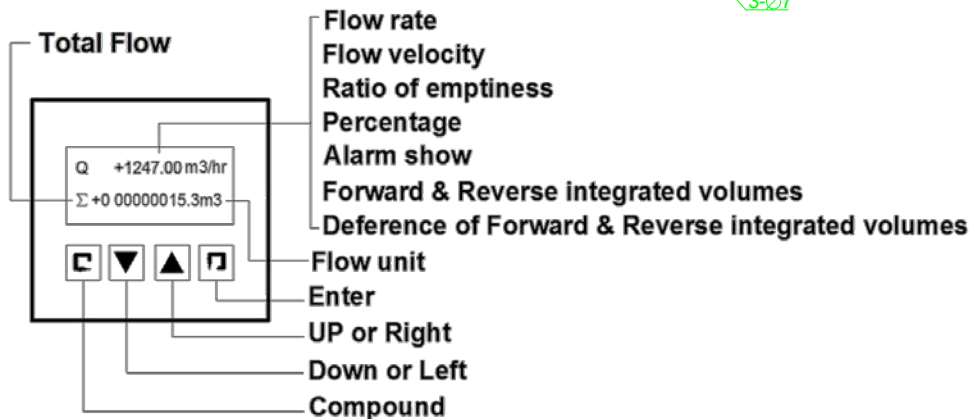 3-∅7
Total Flow
Flow rate
Flow velocity
Ratio of emptiness
Percentage
Alarm show
Forward & Reverse integrated volumes
Deference of Forward & Reverse integrated volumes
Q +1247.00 m3/hr
Σ +0 00000015.3m3
Flow unit
Enter
UP or Right
Down or Left
Compound